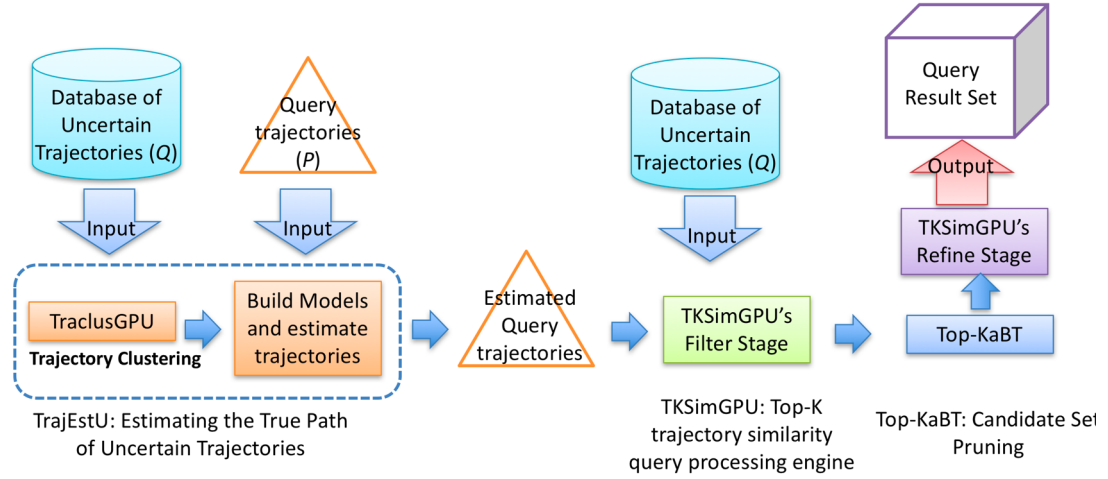 Database of
Uncertain
Trajectories (Q)
Query
trajectories
(P)
Database of
Uncertain
Trajectories (Q)
Query
Result Set
Input
Input
Input
Output
TraclusGPU
Trajectory Clustering
Build Models
and estimate
trajectories
Estimated
Query
trajectories
TKSimGPU's
Filter Stage
Top-KaBT
TKSimGPU's
Refine Stage
TrajEstU: Estimating the True Path
of Uncertain Trajectories
TKSimGPU: Top-K
trajectory similarity
query processing engine
Top-KaBT: Candidate Set
Pruning